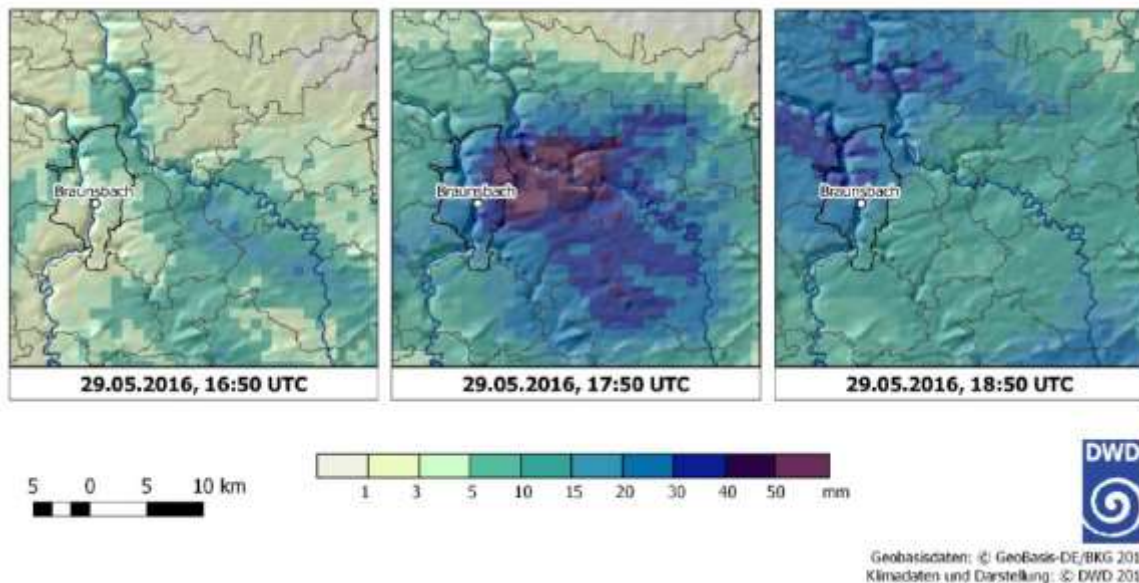 Braunsbach
29.05.2016, 16:50 UTC
Braunsbach
29.05.2016, 17:50 UTC
Braunsbach
29.05.2016, 18:50 UTC
5 0 5 10 km
1 3 5 10 15 20 30 40 50 mm
DWD
Geobasisdaten: © GeoBasis-DE/BKG 201
Klimadaten und Darstellung: © DWD 201